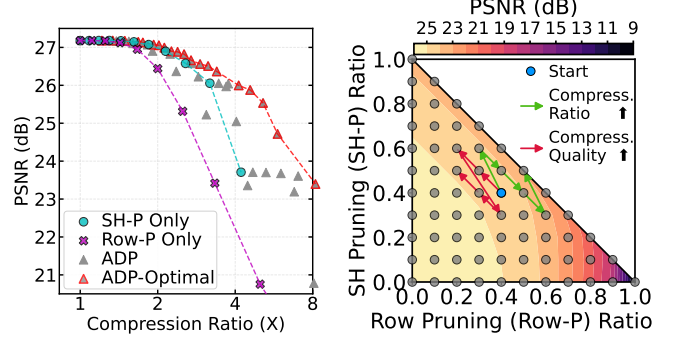 PSNR (dB)
25 23 21 19 17 15 13 11 9
27
26
25
24
23
22
21
PSNR (dB)
SH-P Only
Row-P Only
ADP
ADP-Optimal
1 2 4 8
Compression Ratio (X)
1.0
0.8
0.6
0.4
0.2
0.0
SH Pruning (SH-P) Ratio
Start
Compress.
Ratio ⬆
Compress.
Quality ⬆
0.0 0.2 0.4 0.6 0.8 1.0
Row Pruning (Row-P) Ratio